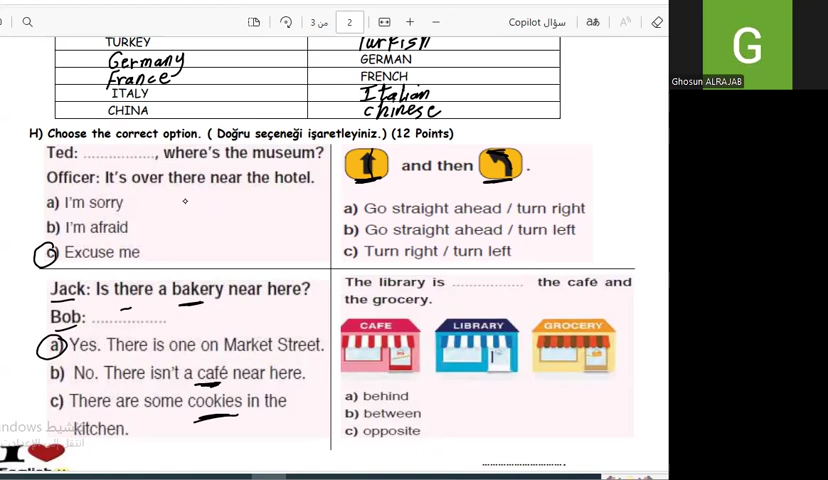 2
من 3
سؤال Copilot
TURKEY Turkish
Germany GERMAN
France FRENCH
ITALY Italian
CHINA chinese
H) Choose the correct option. ( Doğru seçeneği işaretleyiniz.) (12 Points)
Ted: ..............., where's the museum?
Officer: It's over there near the hotel.
a) I'm sorry
b) I'm afraid
c) Excuse me
and then .
a) Go straight ahead / turn right
b) Go straight ahead / turn left
c) Turn right / turn left
Jack: Is there a bakery near here?
Bob: ................
a) Yes. There is one on Market Street.
b) No. There isn't a café near here.
c) There are some cookies in the
kitchen.
The library is ................ the café and
the grocery.
CAFE LIBRARY GROCERY
a) behind
b) between
c) opposite
I
............................
G
Ghosun ALRAJAB